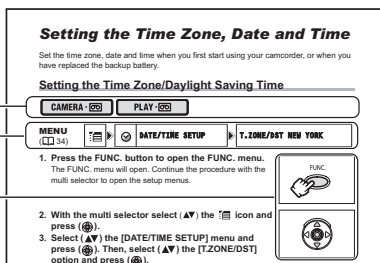 Setting the Time Zone, Date and Time
Set the time zone, date and time when you first start using your camcorder, or when you
have replaced the backup battery.
Setting the Time Zone/Daylight Saving Time
CAMERA · PLAY ·
MENU
( 34)
DATE/TIME SETUP T.ZONE/DST NEW YORK
1. Press the FUNC. button to open the FUNC. menu.
The FUNC. menu will open. Continue the procedure with the
multi selector to open the setup menus.
FUNC.
2. With the multi selector select (▲▼) the icon and
press ( ).
3. Select (▲▼) the [DATE/TIME SETUP] menu and
press ( ). Then, select (▲▼) the [T.ZONE/DST]
option and press ( ).